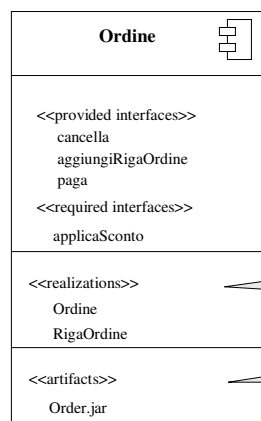 Ordine
<<provided interfaces>>
cancella
aggiungiRigaOrdine
paga
<<required interfaces>>
applicaSconto
<<realizations>>
Ordine
RigaOrdine
<<artifacts>>
Order.jar